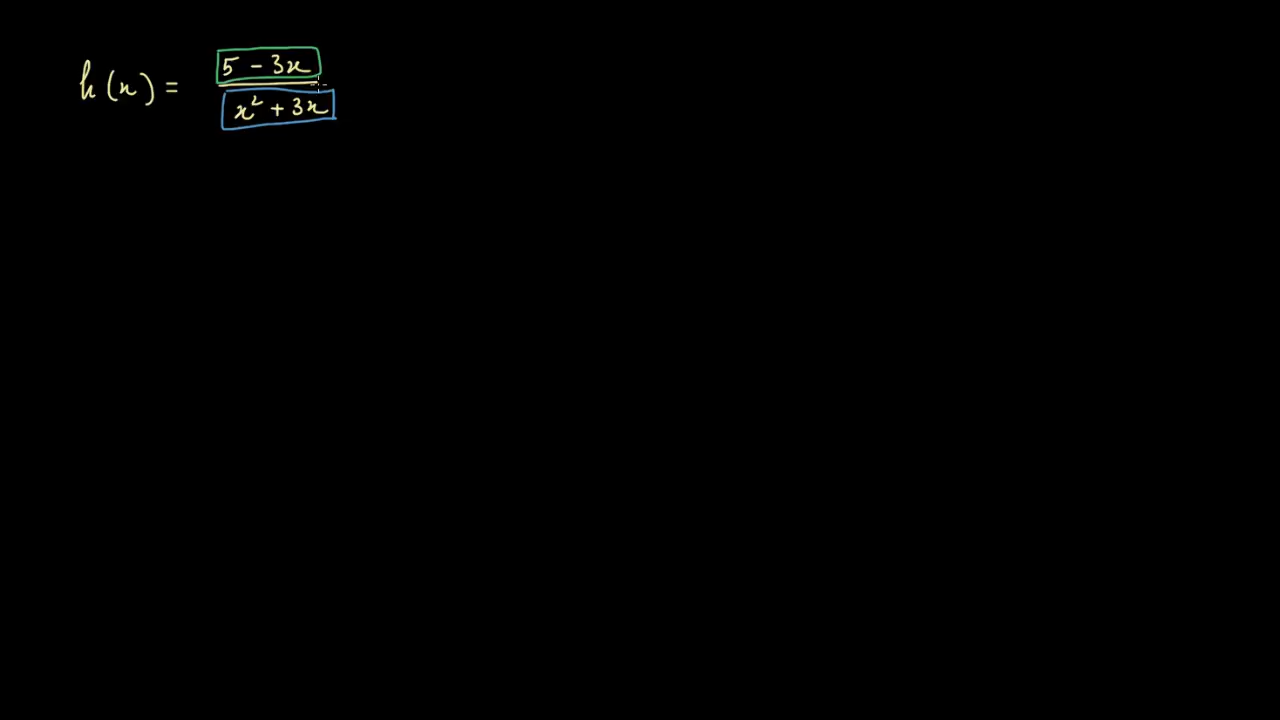 h(x) = (5 - 3x) / (x² + 3x)